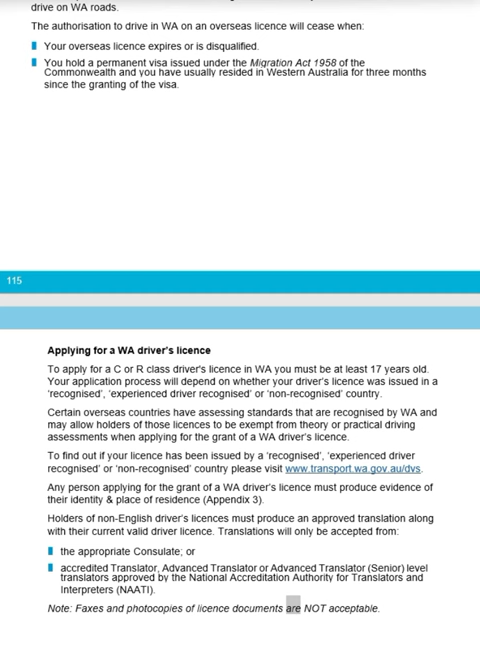 drive on WA roads.
The authorisation to drive in WA on an overseas licence will cease when:
Your overseas licence expires or is disqualified.
You hold a permanent visa issued under the Migration Act 1958 of the
Commonwealth and you have usually resided in Western Australia for three months
since the granting of the visa.
115
Applying for a WA driver's licence
To apply for a C or R class driver's licence in WA you must be at least 17 years old.
Your application process will depend on whether your driver's licence was issued in a
'recognised', 'experienced driver recognised' or 'non-recognised' country.
Certain overseas countries have assessing standards that are recognised by WA and
may allow holders of those licences to be exempt from theory or practical driving
assessments when applying for the grant of a WA driver's licence.
To find out if your licence has been issued by a 'recognised', 'experienced driver
recognised' or 'non-recognised' country please visit www.transport.wa.gov.au/dvs.
Any person applying for the grant of a WA driver's licence must produce evidence of
their identity & place of residence (Appendix 3).
Holders of non-English driver's licences must produce an approved translation along
with their current valid driver licence. Translations will only be accepted from:
the appropriate Consulate; or
accredited Translator, Advanced Translator or Advanced Translator (Senior) level
translators approved by the National Accreditation Authority for Translators and
Interpreters (NAATI).
Note: Faxes and photocopies of licence documents are NOT acceptable.